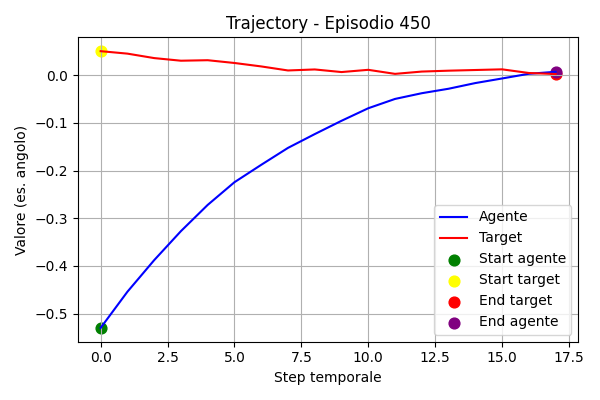 Trajectory - Episodio 450
Valore (es. angolo)
0.0
−0.1
−0.2
−0.3
−0.4
−0.5
Agente
Target
Start agente
Start target
End target
End agente
0.0 2.5 5.0 7.5 10.0 12.5 15.0 17.5
Step temporale